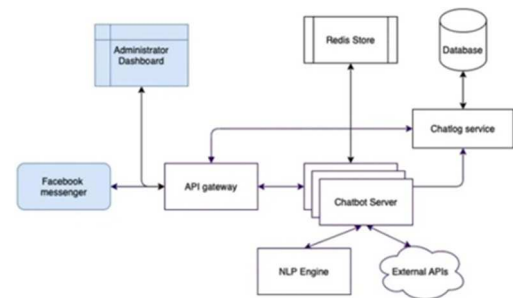 Administrator
Dashboard
Redis Store
Database
Chatlog service
Facebook
messenger
API gateway
Chatbot Server
NLP Engine
External APIs